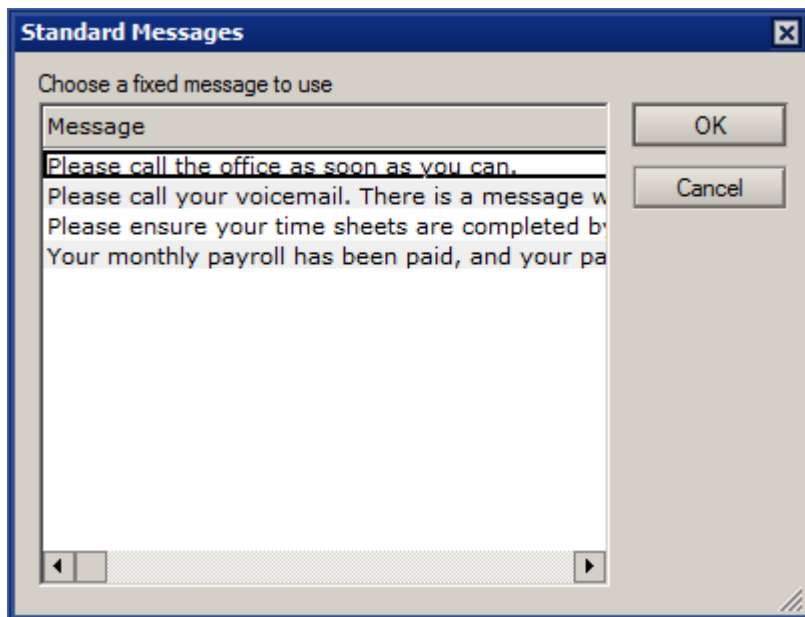 Standard Messages
Choose a fixed message to use
Message
Please call the office as soon as you can.
Please call your voicemail. There is a message w
Please ensure your time sheets are completed by
Your monthly payroll has been paid, and your pa
OK
Cancel